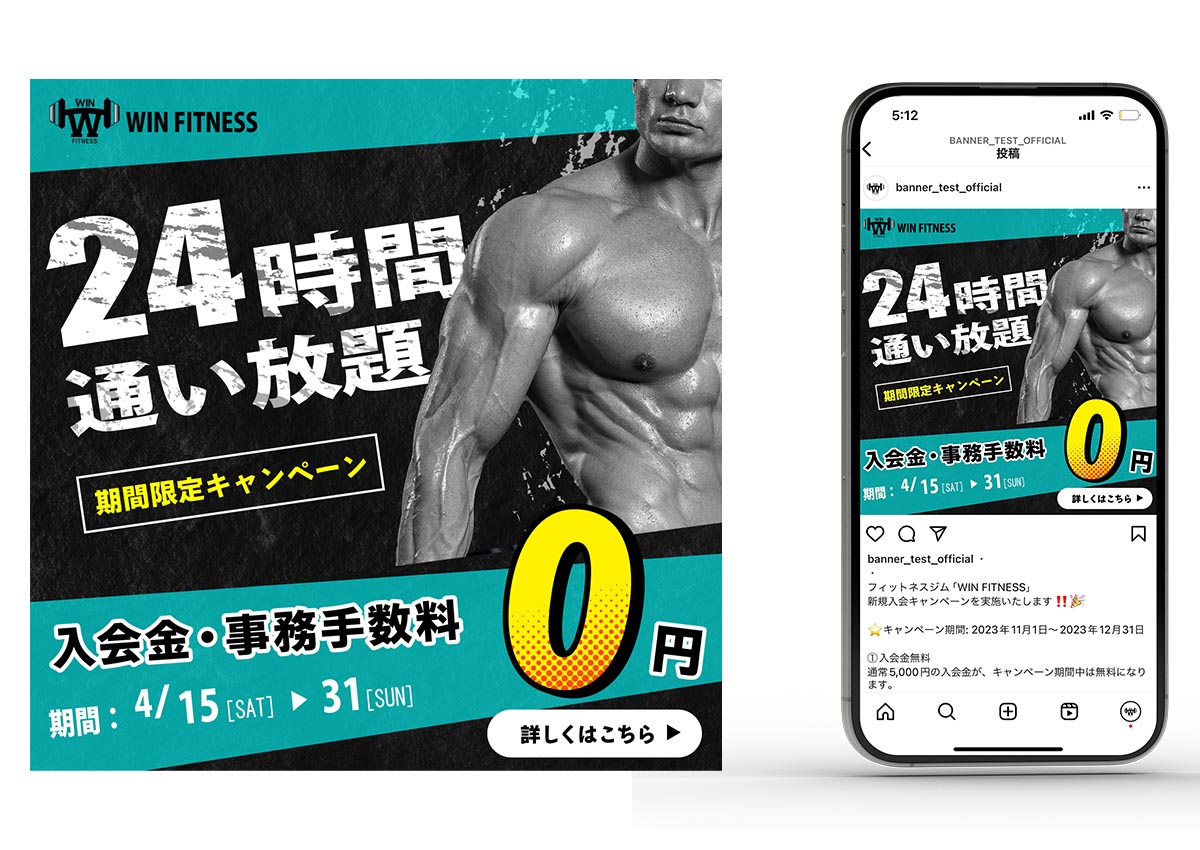 WIN
W
FITNESS
WIN FITNESS
24時間
通い放題
期間限定キャンペーン
入会金・事務手数料
0円
期間： 4/15[SAT] ▶ 31[SUN]
詳しくはこちら ▶
5:12
BANNER_TEST_OFFICIAL
投稿
banner_test_official
WIN
W
WIN FITNESS
24時間
通い放題
期間限定キャンペーン
入会金・事務手数料
0円
期間： 4/15[SAT] ▶ 31[SUN]
詳しくはこちら ▶
banner_test_official ・
・
フィットネスジム「WIN FITNESS」
新規入会キャンペーンを実施いたします‼️🎉
⭐キャンペーン期間: 2023年11月1日〜2023年12月31日
①入会金無料
通常5,000円の入会金が、キャンペーン期間中は無料になり
ます。